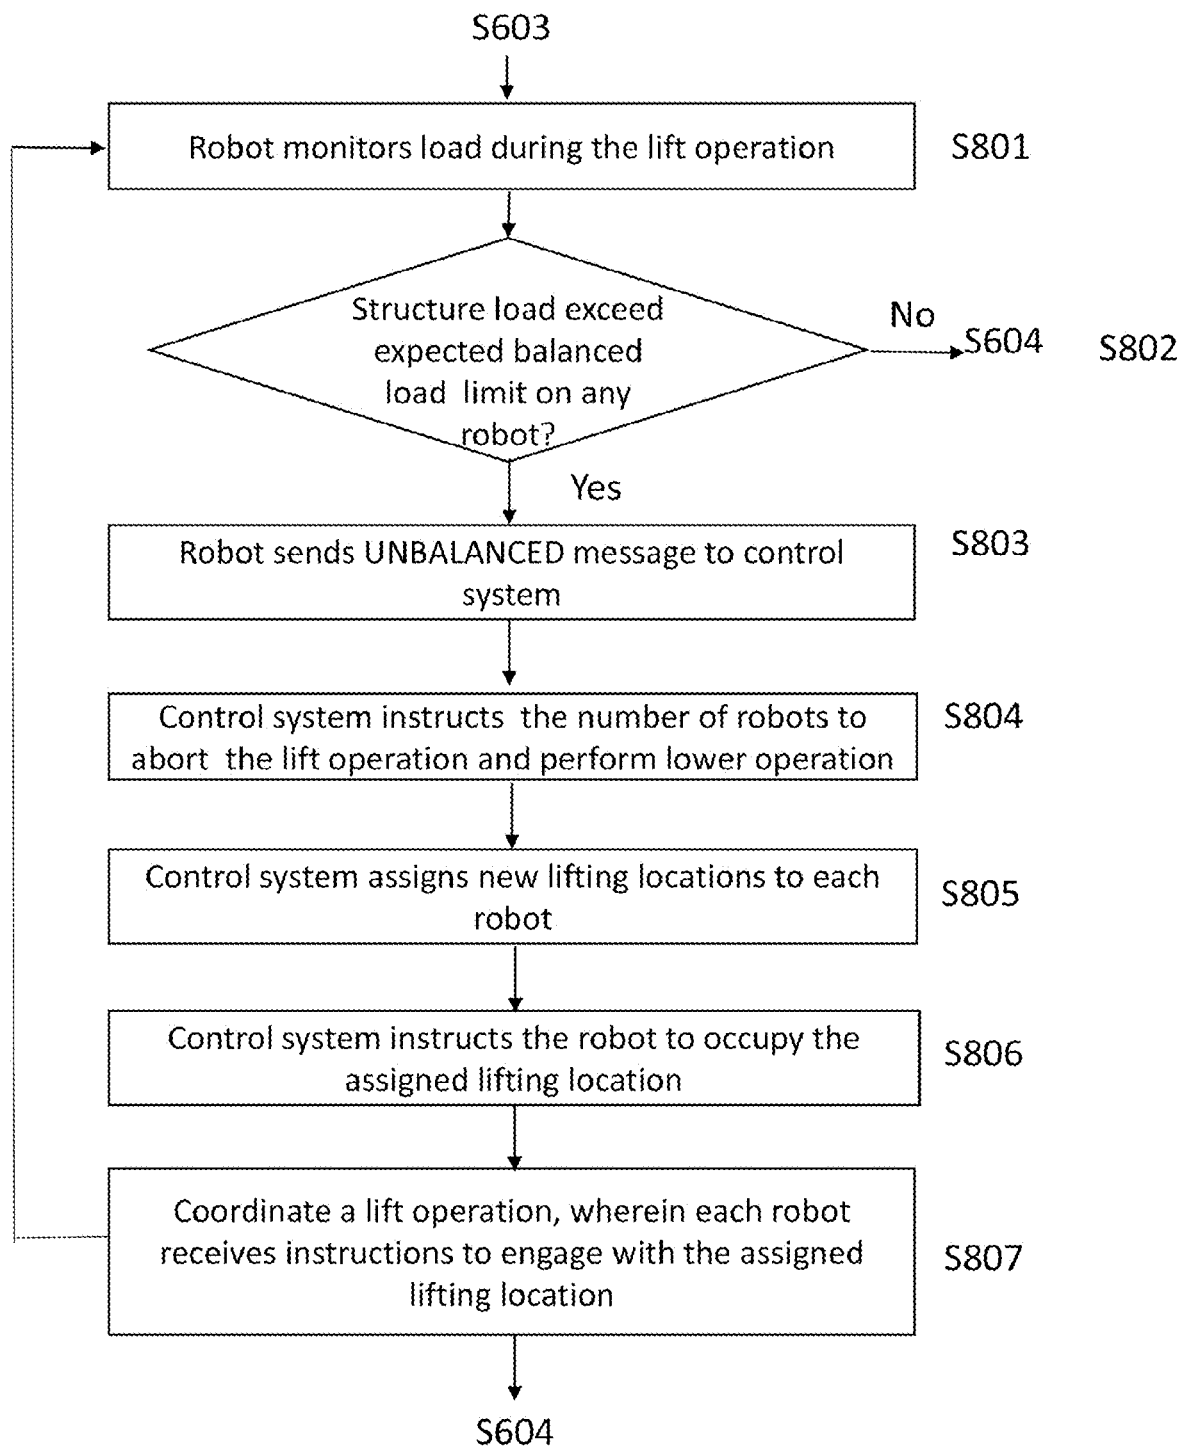 S603
Robot monitors load during the lift operation
S801
Structure load exceed
expected balanced
load limit on any
robot?
No
S604
S802
Yes
Robot sends UNBALANCED message to control
system
S803
Control system instructs the number of robots to
abort the lift operation and perform lower operation
S804
Control system assigns new lifting locations to each
robot
S805
Control system instructs the robot to occupy the
assigned lifting location
S806
Coordinate a lift operation, wherein each robot
receives instructions to engage with the assigned
lifting location
S807
S604